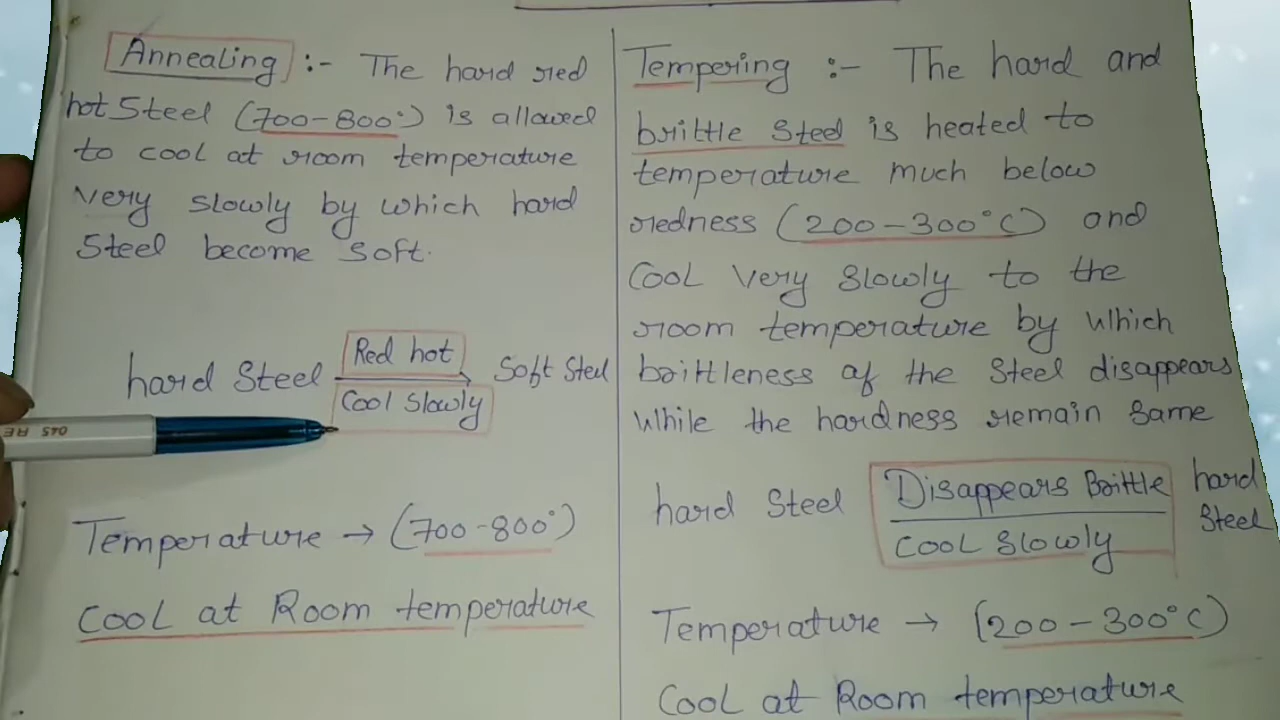 Annealing :- The hard red
hot Steel (700-800°) is allowed
to cool at room temperature
very slowly by which hard
Steel become soft.
hard Steel Red hot Soft Steel
Cool Slowly
Temperature → (700-800°)
Cool at Room temperature
Tempering :- The hard and
brittle Steel is heated to
temperature much below
redness (200-300°C) and
Cool very slowly to the
room temperature by which
brittleness of the Steel disappears
While the hardness remain same
hard Steel Disappears Brittle hard
Cool Slowly Steel
Temperature → (200-300°C)
Cool at Room temperature
045 RE